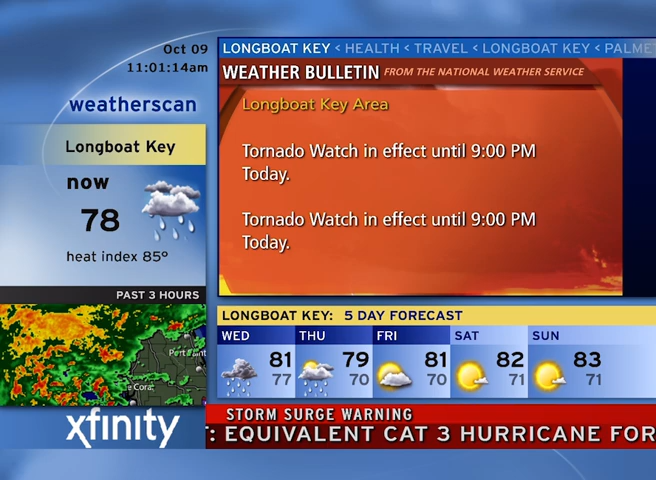 Oct 09
11:01:14am
weatherscan
Longboat Key
now
78
heat index 85°
PAST 3 HOURS
Cora
xfinity
LONGBOAT KEY < HEALTH < TRAVEL < LONGBOAT KEY < PALME
WEATHER BULLETIN FROM THE NATIONAL WEATHER SERVICE
Longboat Key Area
Tornado Watch in effect until 9:00 PM
Today.
Tornado Watch in effect until 9:00 PM
Today.
LONGBOAT KEY: 5 DAY FORECAST
WED THU FRI SAT SUN
81 79 81 82 83
77 70 70 71 71
STORM SURGE WARNING
: EQUIVALENT CAT 3 HURRICANE FOR